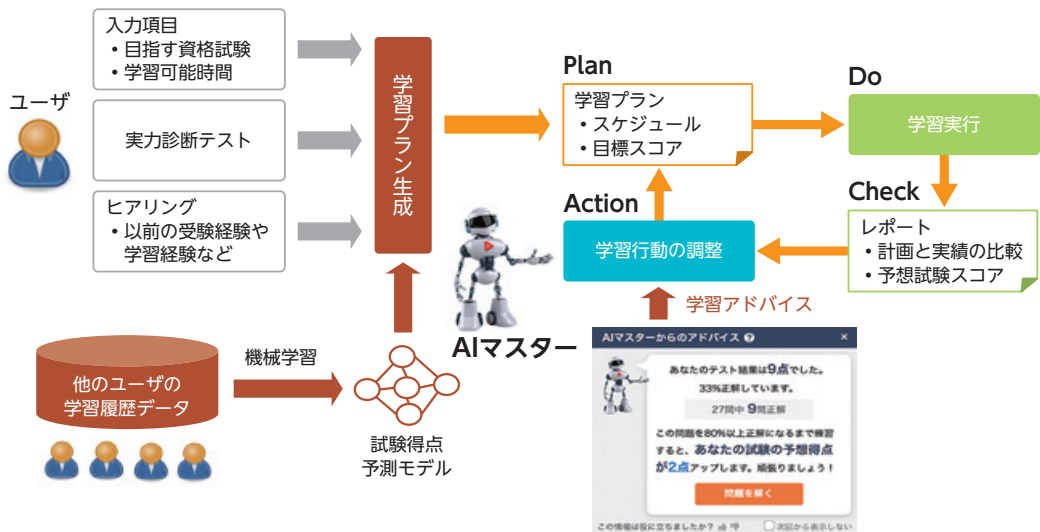 ユーザ
入力項目
・目指す資格試験
・学習可能時間
実力診断テスト
ヒアリング
・以前の受験経験や
学習経験など
学習プラン生成
他のユーザの
学習履歴データ
機械学習
試験得点
予測モデル
AIマスター
Plan
学習プラン
・スケジュール
・目標スコア
Do
学習実行
Check
レポート
・計画と実績の比較
・予想試験スコア
Action
学習行動の調整
学習アドバイス
AIマスターからのアドバイス ?
×
あなたのテスト結果は9点でした。
33%正解しています。
27問中 9問正解
この問題を80%以上正解になるまで練習
すると、あなたの試験の予想得点
が2点アップします。頑張りましょう！
問題を解く
この情報は役に立ちましたか？
次回から表示しない